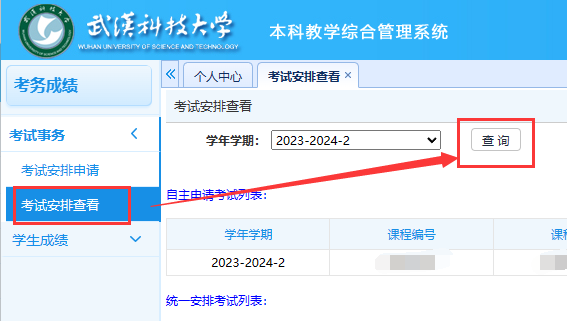 武汉科技大学
WUHAN UNIVERSITY OF SCIENCE AND TECHNOLOGY
本科教学综合管理系统
考务成绩
个人中心
考试安排查看 ×
考试事务
考试安排查看
学年学期:
2023-2024-2
查 询
考试安排申请
考试安排查看
自主申请考试列表:
学生成绩
学年学期
课程编号
课程
2023-2024-2
统一安排考试列表: